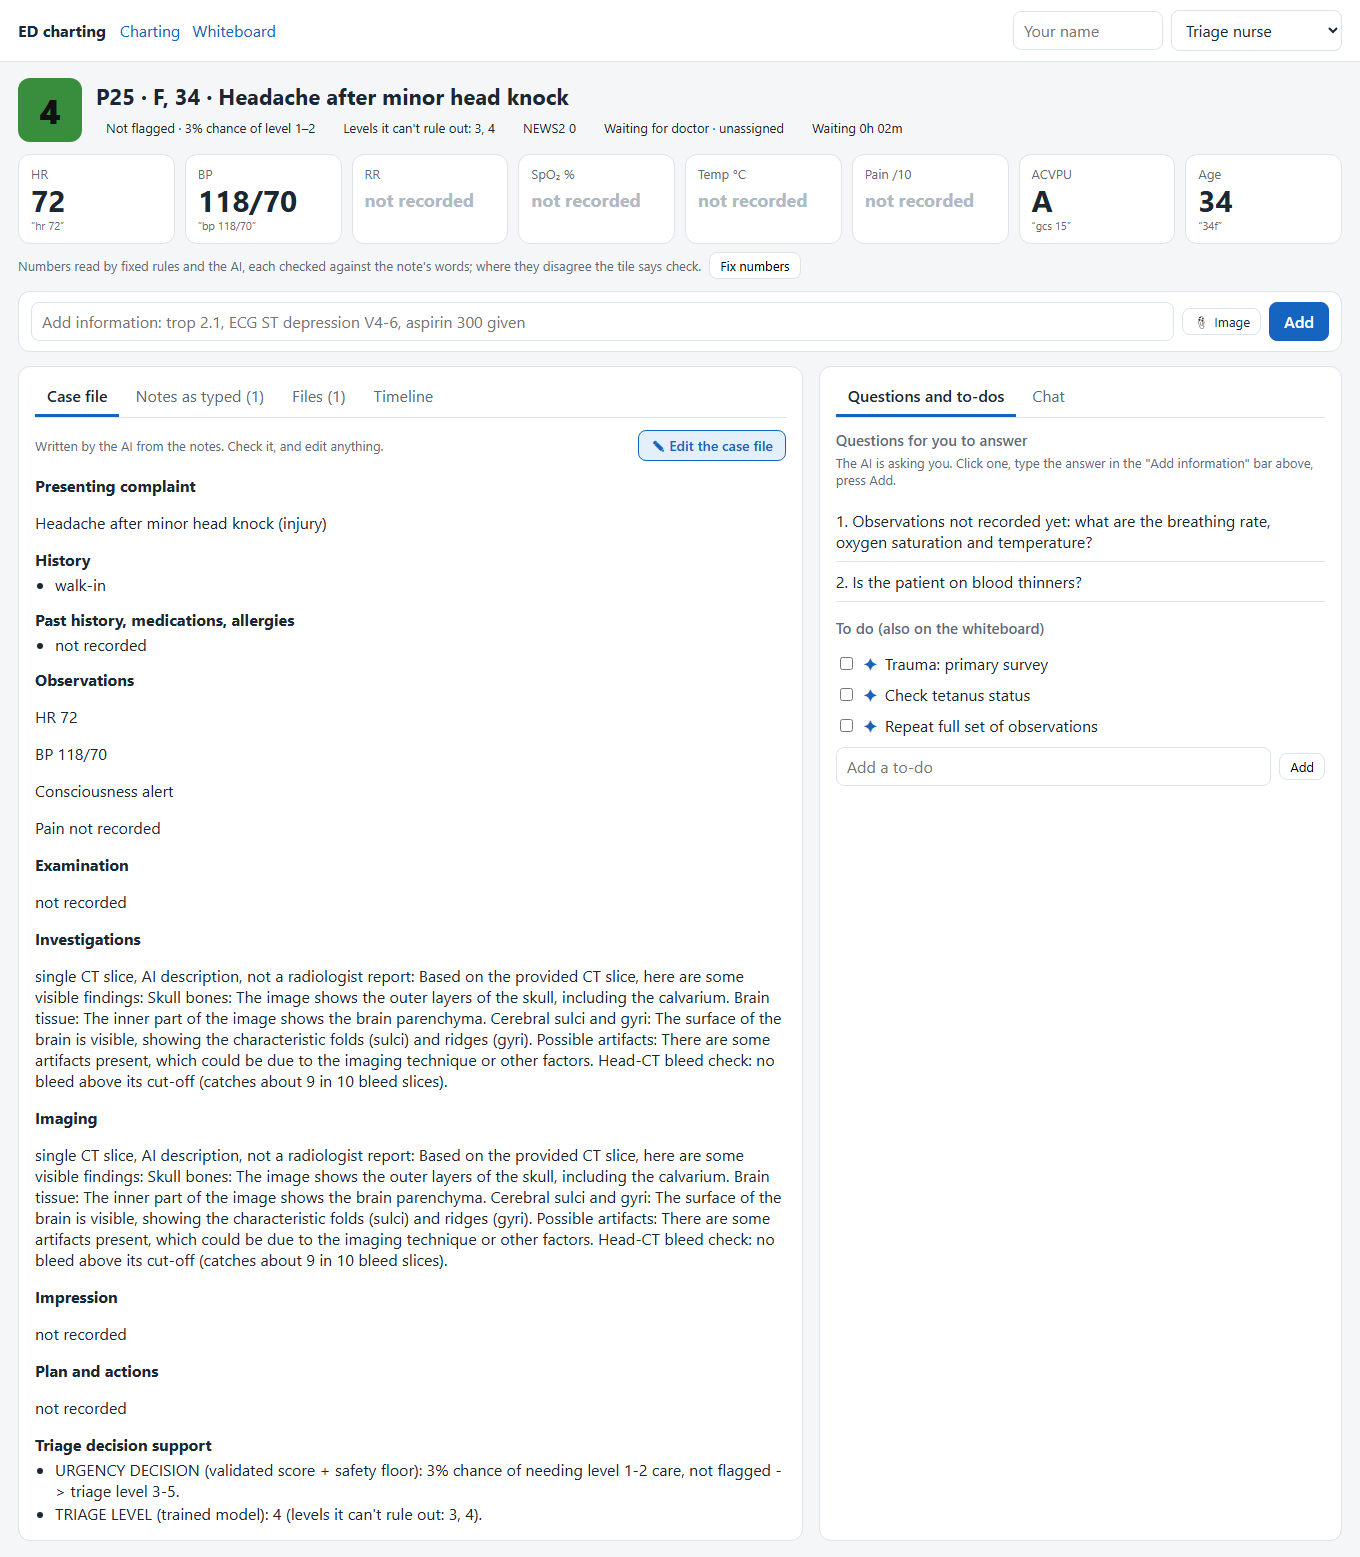 ED charting Charting Whiteboard Your name Triage nurse
4
P25 · F, 34 · Headache after minor head knock
Not flagged · 3% chance of level 1–2 Levels it can't rule out: 3, 4 NEWS2 0 Waiting for doctor · unassigned Waiting 0h 02m
HR
72
"hr 72"
BP
118/70
"bp 118/70"
RR
not recorded
SpO₂ %
not recorded
Temp °C
not recorded
Pain /10
not recorded
ACVPU
A
"gcs 15"
Age
34
"34f"
Numbers read by fixed rules and the AI, each checked against the note's words; where they disagree the tile says check. Fix numbers
Add information: trop 2.1, ECG ST depression V4-6, aspirin 300 given Image Add
Case file Notes as typed (1) Files (1) Timeline
Written by the AI from the notes. Check it, and edit anything. Edit the case file
Presenting complaint
Headache after minor head knock (injury)
History
• walk-in
Past history, medications, allergies
• not recorded
Observations
HR 72
BP 118/70
Consciousness alert
Pain not recorded
Examination
not recorded
Investigations
single CT slice, AI description, not a radiologist report: Based on the provided CT slice, here are some
visible findings: Skull bones: The image shows the outer layers of the skull, including the calvarium. Brain
tissue: The inner part of the image shows the brain parenchyma. Cerebral sulci and gyri: The surface of the
brain is visible, showing the characteristic folds (sulci) and ridges (gyri). Possible artifacts: There are some
artifacts present, which could be due to the imaging technique or other factors. Head-CT bleed check: no
bleed above its cut-off (catches about 9 in 10 bleed slices).
Imaging
single CT slice, AI description, not a radiologist report: Based on the provided CT slice, here are some
visible findings: Skull bones: The image shows the outer layers of the skull, including the calvarium. Brain
tissue: The inner part of the image shows the brain parenchyma. Cerebral sulci and gyri: The surface of the
brain is visible, showing the characteristic folds (sulci) and ridges (gyri). Possible artifacts: There are some
artifacts present, which could be due to the imaging technique or other factors. Head-CT bleed check: no
bleed above its cut-off (catches about 9 in 10 bleed slices).
Impression
not recorded
Plan and actions
not recorded
Triage decision support
• URGENCY DECISION (validated score + safety floor): 3% chance of needing level 1-2 care, not flagged -
> triage level 3-5.
• TRIAGE LEVEL (trained model): 4 (levels it can't rule out: 3, 4).
Questions and to-dos Chat
Questions for you to answer
The AI is asking you. Click one, type the answer in the "Add information" bar above,
press Add.
1. Observations not recorded yet: what are the breathing rate,
oxygen saturation and temperature?
2. Is the patient on blood thinners?
To do (also on the whiteboard)
Trauma: primary survey
Check tetanus status
Repeat full set of observations
Add a to-do Add